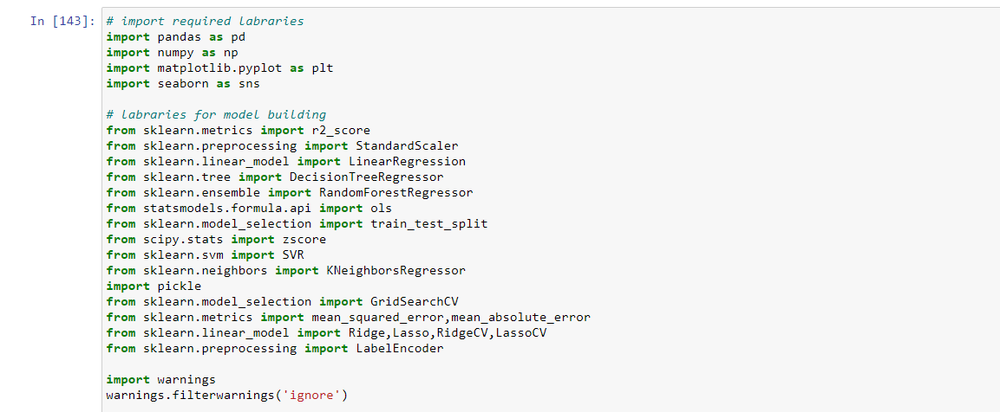 In [143]: # import required Labraries
import pandas as pd
import numpy as np
import matplotlib.pyplot as plt
import seaborn as sns
# Labraries for model building
from sklearn.metrics import r2_score
from sklearn.preprocessing import StandardScaler
from sklearn.linear_model import LinearRegression
from sklearn.tree import DecisionTreeRegressor
from sklearn.ensemble import RandomForestRegressor
from statsmodels.formula.api import ols
from sklearn.model_selection import train_test_split
from scipy.stats import zscore
from sklearn.svm import SVR
from sklearn.neighbors import KNeighborsRegressor
import pickle
from sklearn.model_selection import GridSearchCV
from sklearn.metrics import mean_squared_error,mean_absolute_error
from sklearn.linear_model import Ridge,Lasso,RidgeCV,LassoCV
from sklearn.preprocessing import LabelEncoder
import warnings
warnings.filterwarnings('ignore')